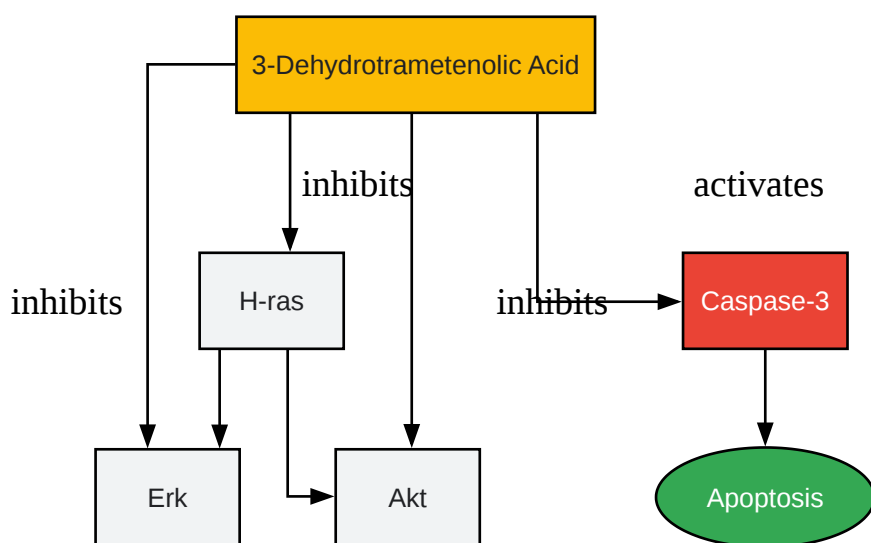 3-Dehydrotrametenolic Acid
inhibits
activates
H-ras
inhibits
inhibits
Caspase-3
Erk
Akt
Apoptosis